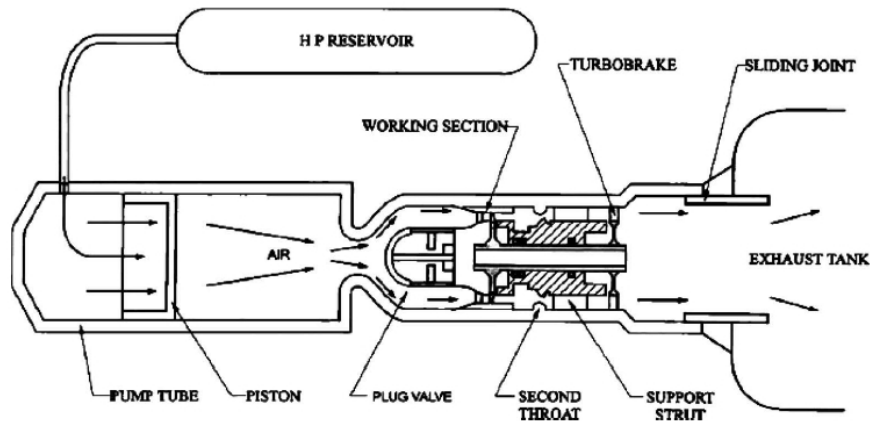 H P RESERVOIR
TURBOBRAKE
SLIDING JOINT
WORKING SECTION
AIR
EXHAUST TANK
PUMP TUBE
PISTON
PLUG VALVE
SECOND
THROAT
SUPPORT
STRUT